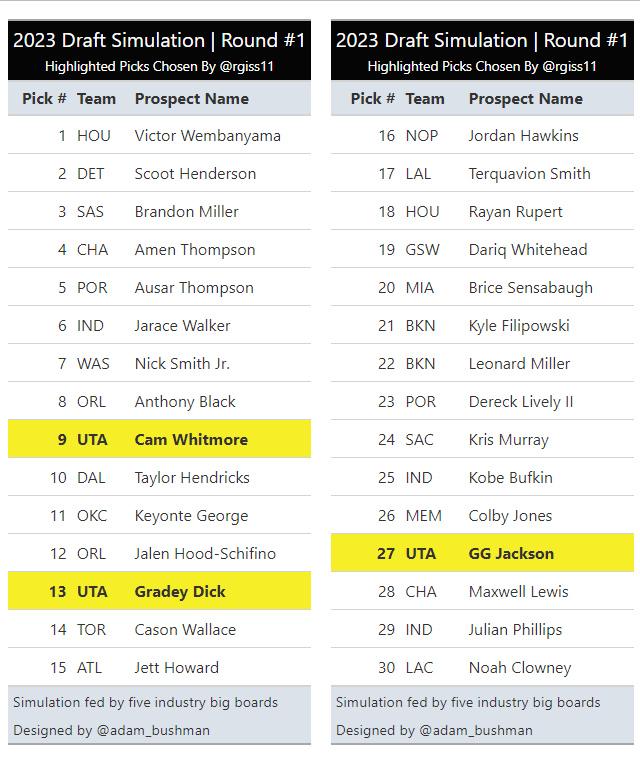 2023 Draft Simulation | Round #1
Highlighted Picks Chosen By @rgiss11
Pick # Team Prospect Name
1 HOU Victor Wembanyama
2 DET Scoot Henderson
3 SAS Brandon Miller
4 CHA Amen Thompson
5 POR Ausar Thompson
6 IND Jarace Walker
7 WAS Nick Smith Jr.
8 ORL Anthony Black
9 UTA Cam Whitmore
10 DAL Taylor Hendricks
11 OKC Keyonte George
12 ORL Jalen Hood-Schifino
13 UTA Gradey Dick
14 TOR Cason Wallace
15 ATL Jett Howard
Simulation fed by five industry big boards
Designed by @adam_bushman
2023 Draft Simulation | Round #1
Highlighted Picks Chosen By @rgiss11
Pick # Team Prospect Name
16 NOP Jordan Hawkins
17 LAL Terquavion Smith
18 HOU Rayan Rupert
19 GSW Dariq Whitehead
20 MIA Brice Sensabaugh
21 BKN Kyle Filipowski
22 BKN Leonard Miller
23 POR Dereck Lively II
24 SAC Kris Murray
25 IND Kobe Bufkin
26 MEM Colby Jones
27 UTA GG Jackson
28 CHA Maxwell Lewis
29 IND Julian Phillips
30 LAC Noah Clowney
Simulation fed by five industry big boards
Designed by @adam_bushman